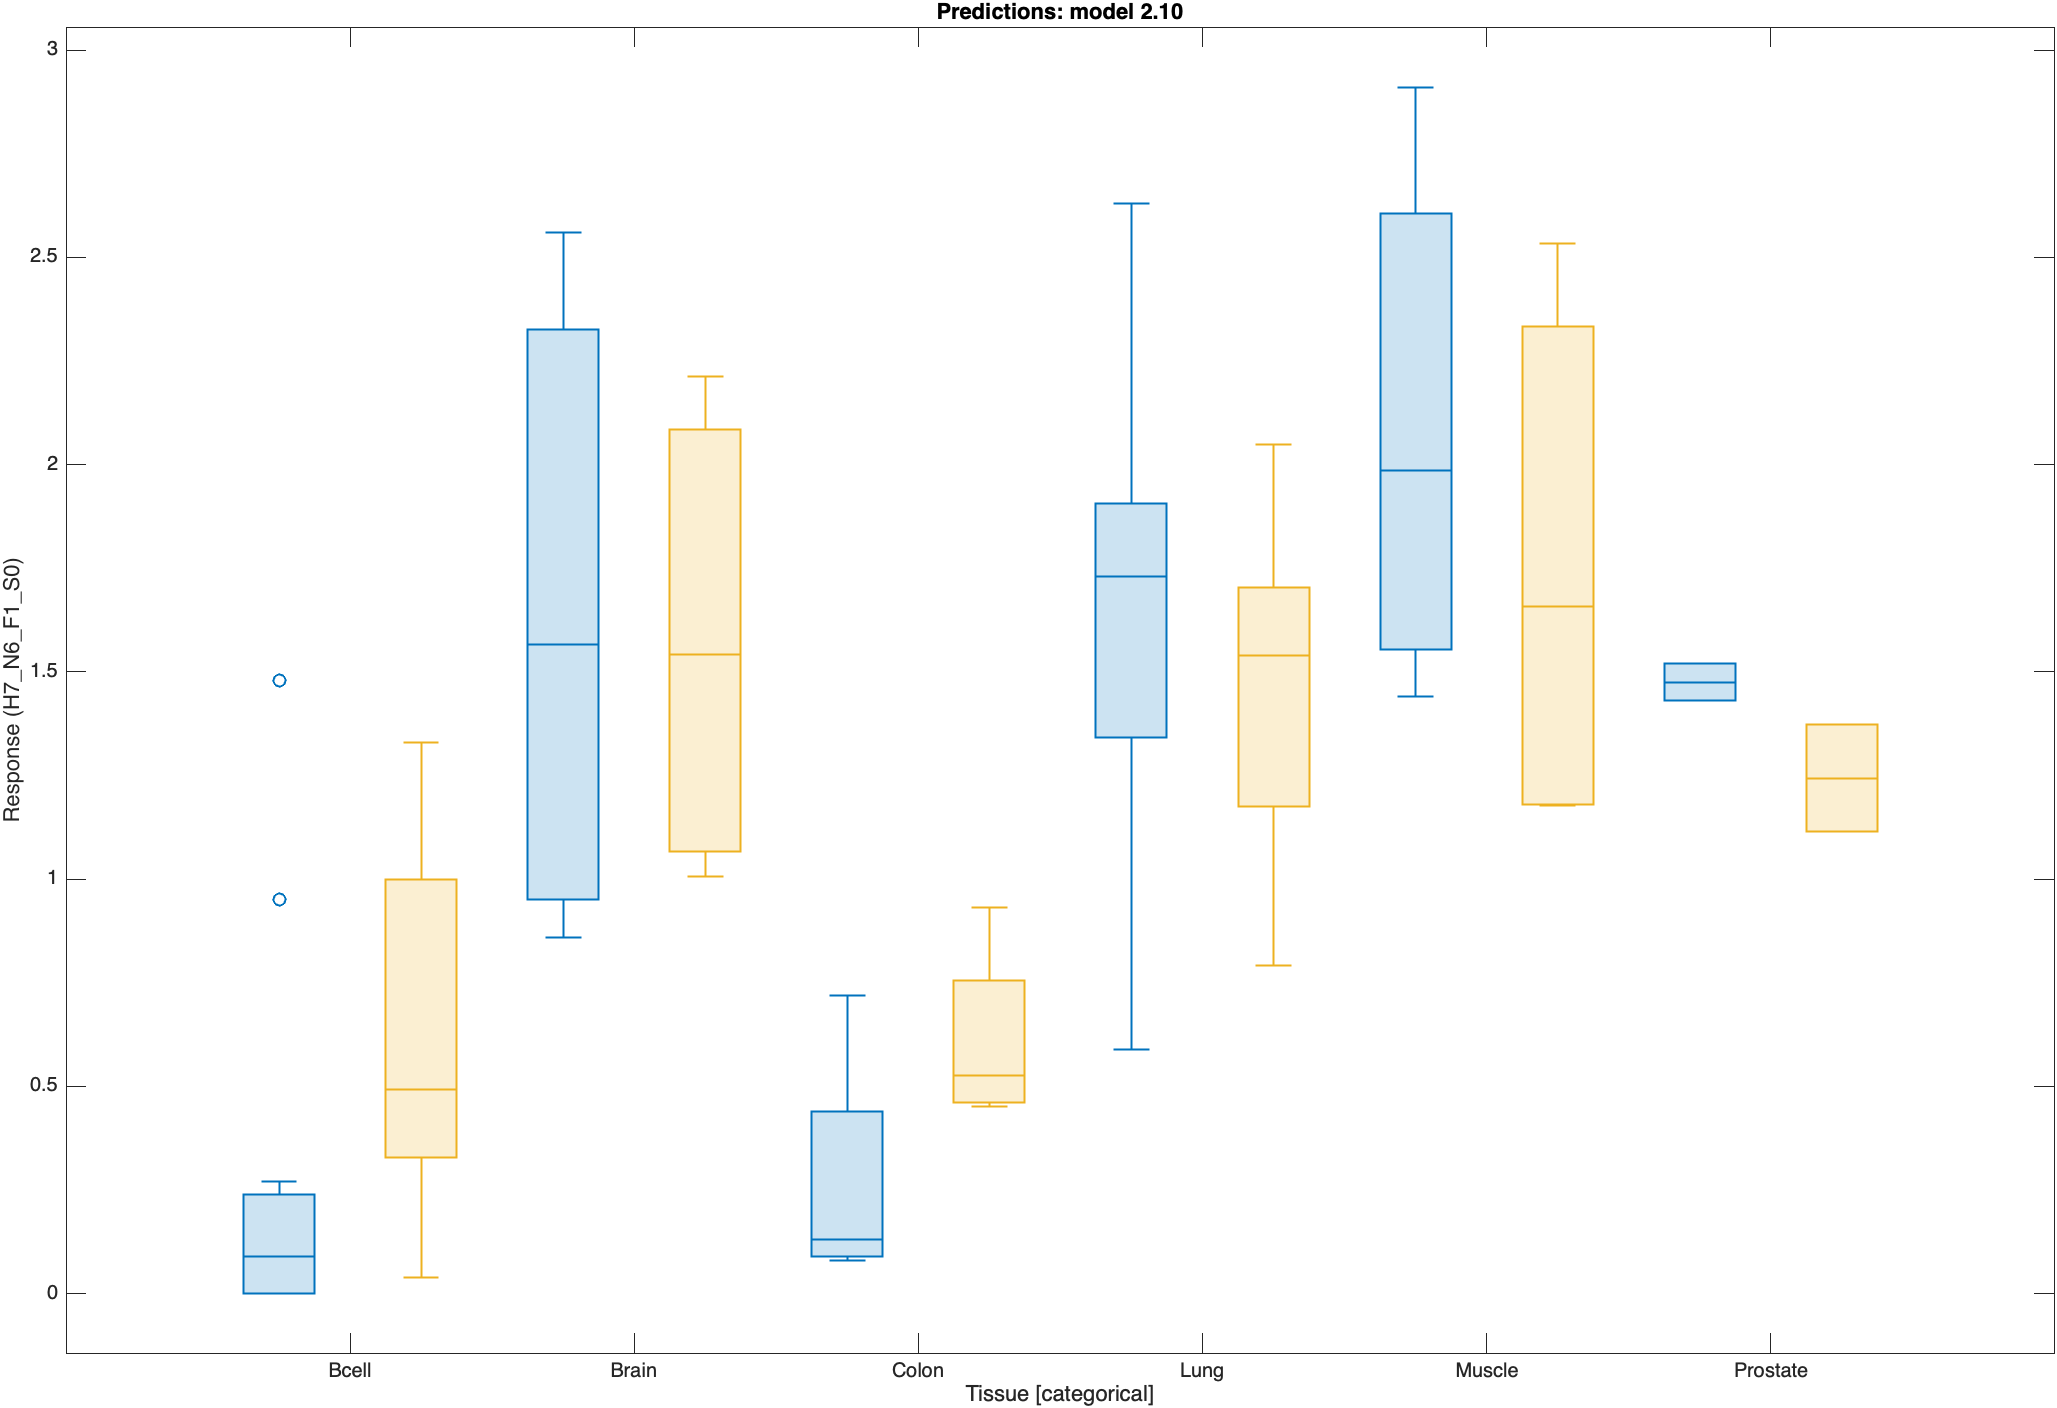 Predictions: model 2.10
3
2.5
2
1.5
1
0.5
0
Response (H7_N6_F1_S0)
Bcell Brain Colon Lung Muscle Prostate
Tissue [categorical]